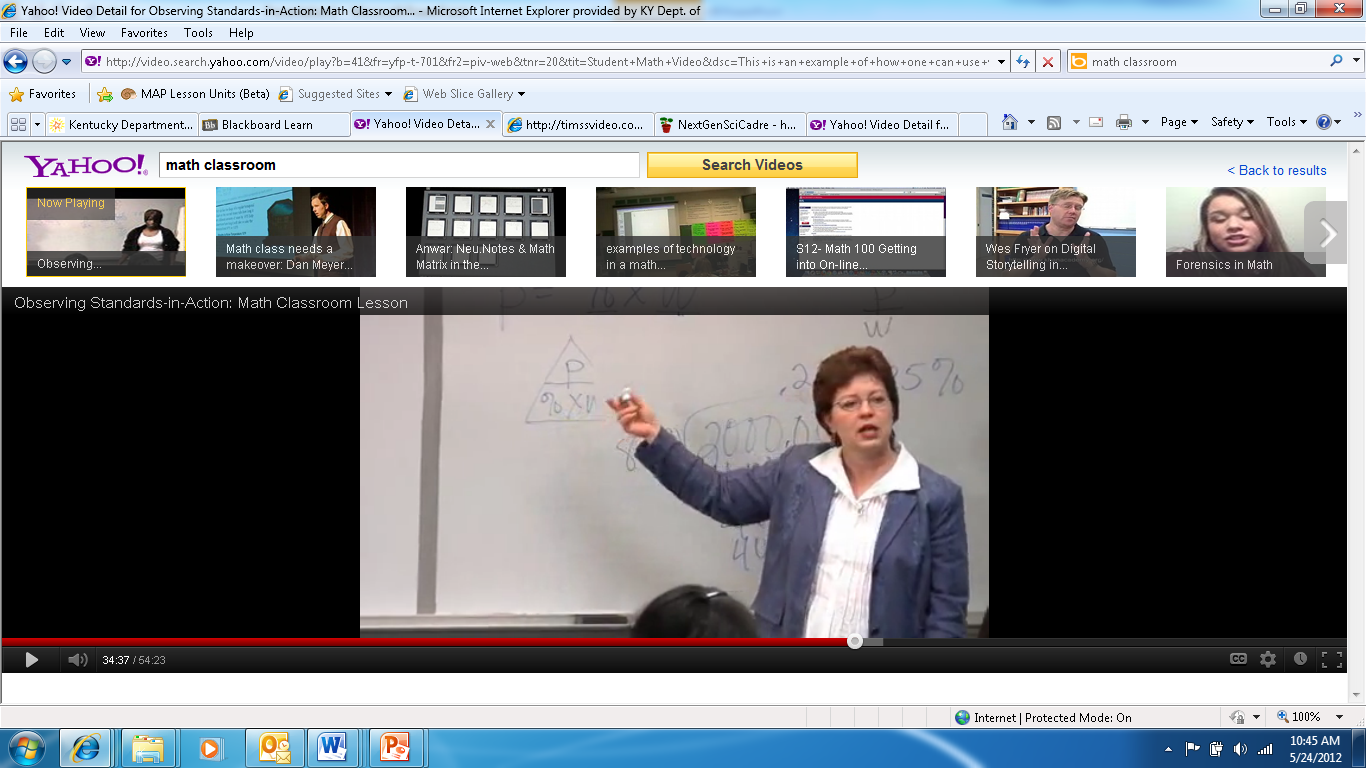 Yahoo! Video Detail for Observing Standards-in-Action: Math Classroom... - Microsoft Internet Explorer provided by KY Dept. of
File Edit View Favorites Tools Help
http://video.search.yahoo.com/video/play?b=41&fr=yfp-t-701&fr2=piv-web&tnr=20&tit=Student+Math+Video&dsc=This+is+an+example+of+how+one+can+use+
math classroom
Favorites MAP Lesson Units (Beta) Suggested Sites Web Slice Gallery
Kentucky Department... Blackboard Learn Yahoo! Video Deta... http://timssvideo.co... NextGenSciCadre - h... Yahoo! Video Detail f... Page Safety Tools
YAHOO! math classroom Search Videos
< Back to results
Now Playing
Observing...
Math class needs a
makeover: Dan Meyer...
Anwar: Neu.Notes & Math
Matrix in the...
examples of technology
in a math...
S12- Math 100 Getting
into On-line...
Wes Fryer on Digital
Storytelling in...
Forensics in Math
Observing Standards-in-Action: Math Classroom Lesson
P = % x W
P
W
P
% x W
.2 5%
8
2000.0
34:37 / 54:23
CC
Internet | Protected Mode: On
100%
10:45 AM
5/24/2012